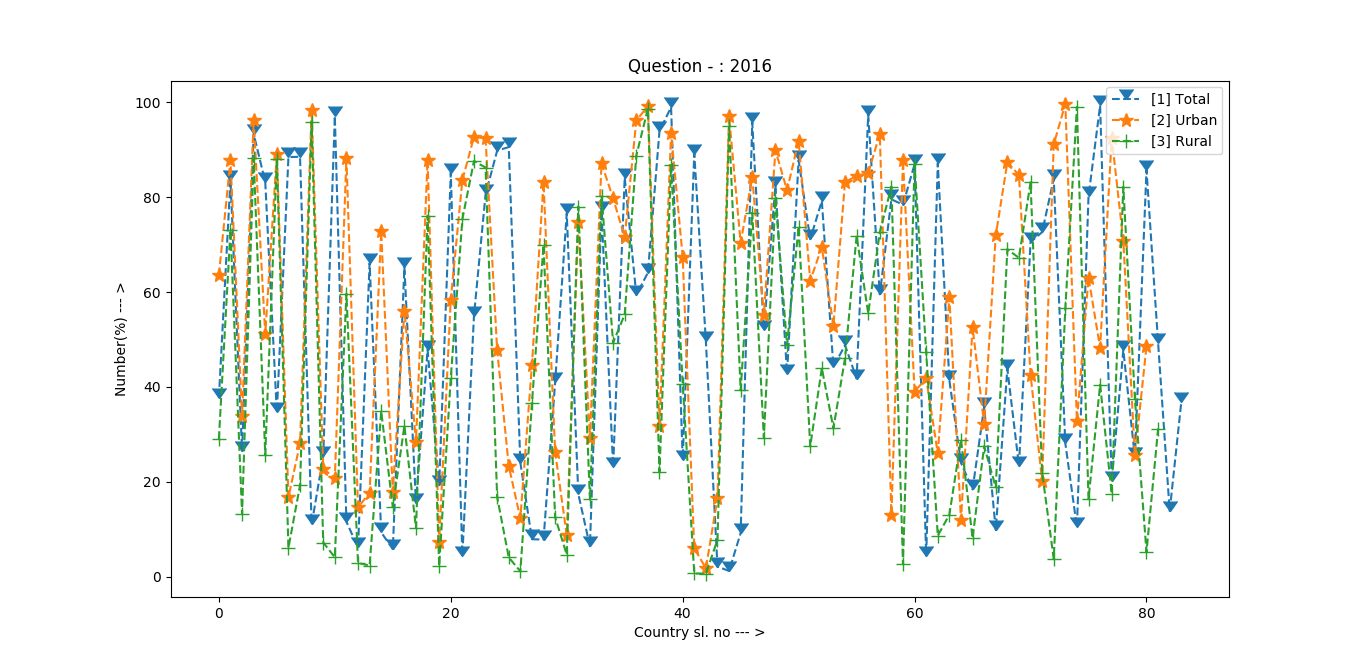 Question - : 2016
[1] Total
[2] Urban
[3] Rural
Number(%) --- >
100
80
60
40
20
0
0 20 40 60 80
Country sl. no --- >